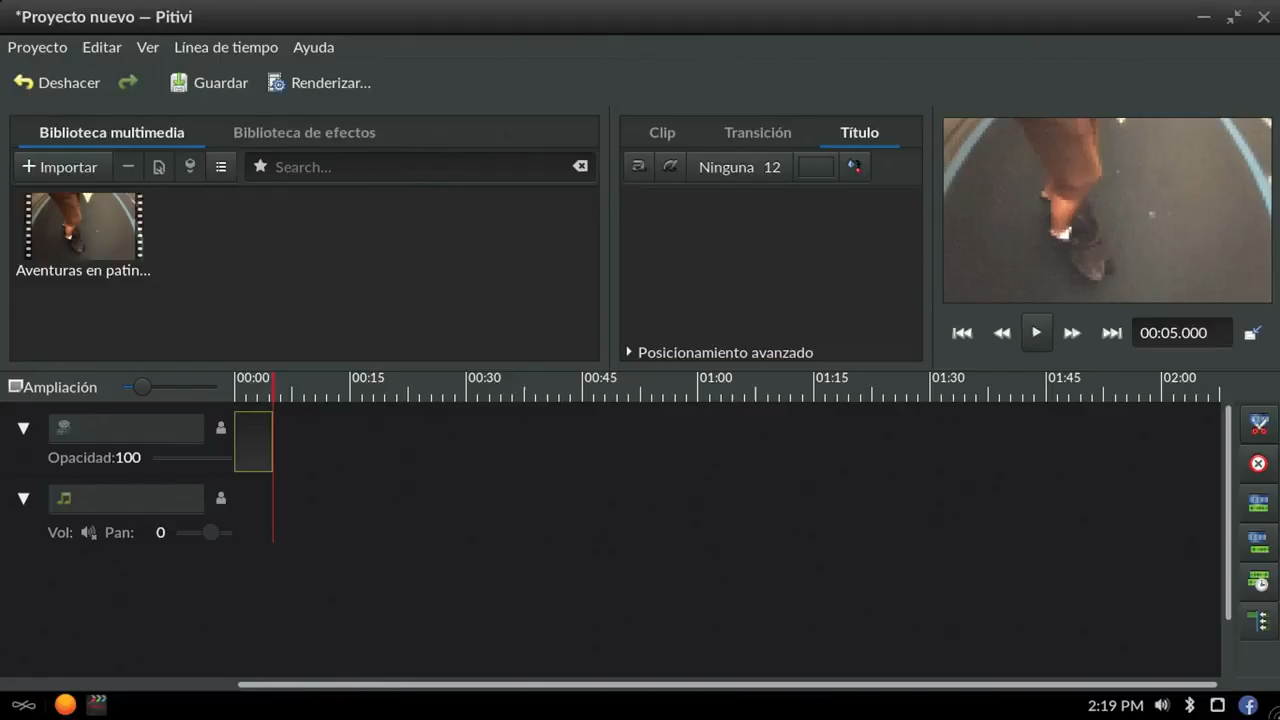 *Proyecto nuevo — Pitivi
Proyecto Editar Ver Línea de tiempo Ayuda
Deshacer Guardar Renderizar...
Biblioteca multimedia Biblioteca de efectos
Importar Search...
Aventuras en patin...
Clip Transición Título
Ninguna 12
Posicionamiento avanzado
00:05.000
Ampliación 00:00 00:15 00:30 00:45 01:00 01:15 01:30 01:45 02:00
Opacidad:100
Vol: Pan: 0
2:19 PM